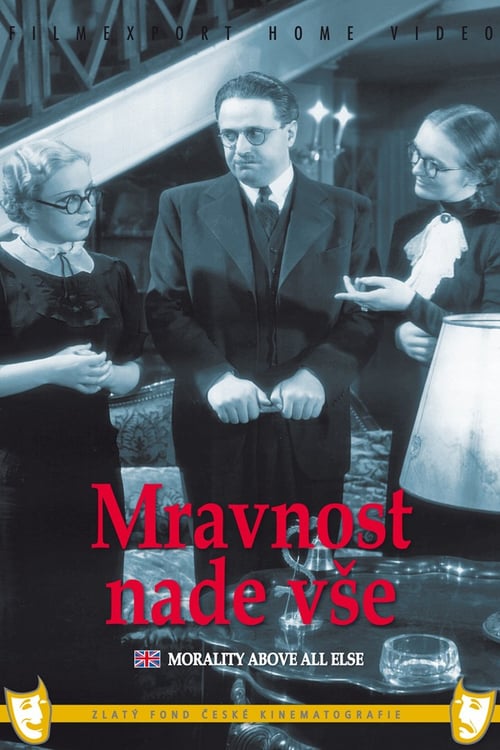 FILMEXPORT HOME VIDEO
Mravnost
nade vše
MORALITY ABOVE ALL ELSE
ZLATÝ FOND ČESKÉ KINEMATOGRAFIE